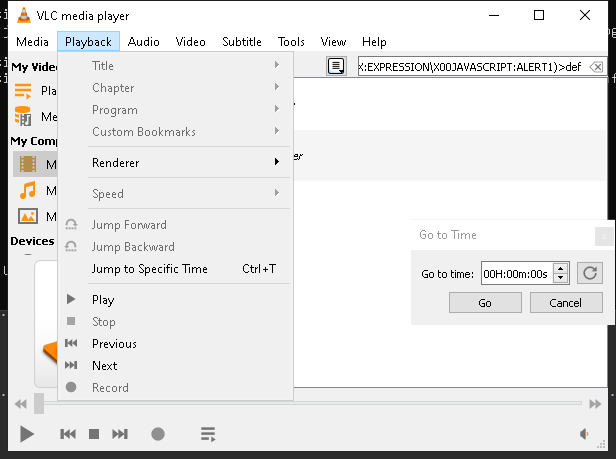 VLC media player
Media Playback Audio Video Subtitle Tools View Help
My Vide
X:EXPRESSION\X00JAVASCRIPT:ALERT1)>def
Pla
Me
My Comp
M
M
M
Devices
Title
Chapter
Program
Custom Bookmarks
Renderer
Speed
Jump Forward
Jump Backward
Jump to Specific Time Ctrl+T
Play
Stop
Previous
Next
Record
er
Go to Time
Go to time: 00H:00m:00s
Go Cancel